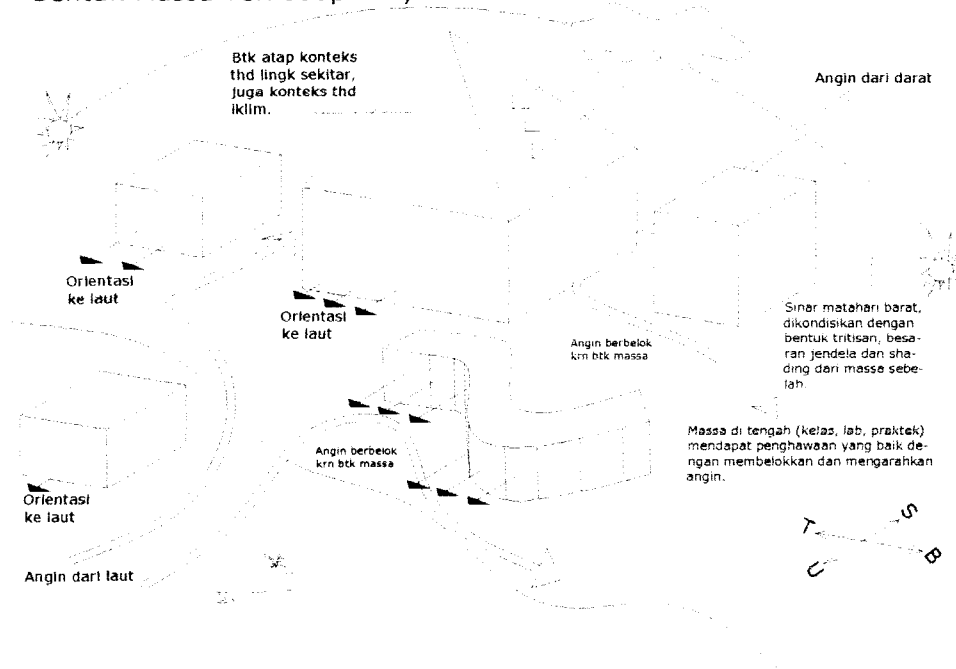 Btk atap konteks
thd lingk sekitar,
juga konteks thd
iklim.
Angin dari darat
Orientasi
ke laut
Orientasi
ke laut
Angin berbelok
krn btk massa
Sinar matahari barat,
dikondisikan dengan
bentuk tritisan, besa-
ran jendela dan sha-
ding dari massa sebe-
lah.
Angin berbelok
krn btk massa
Massa di tengah (kelas, lab, praktek)
mendapat penghawaan yang baik de-
ngan membelokkan dan mengarahkan
angin.
Orientasi
ke laut
Angin dari laut
T
S
U
B